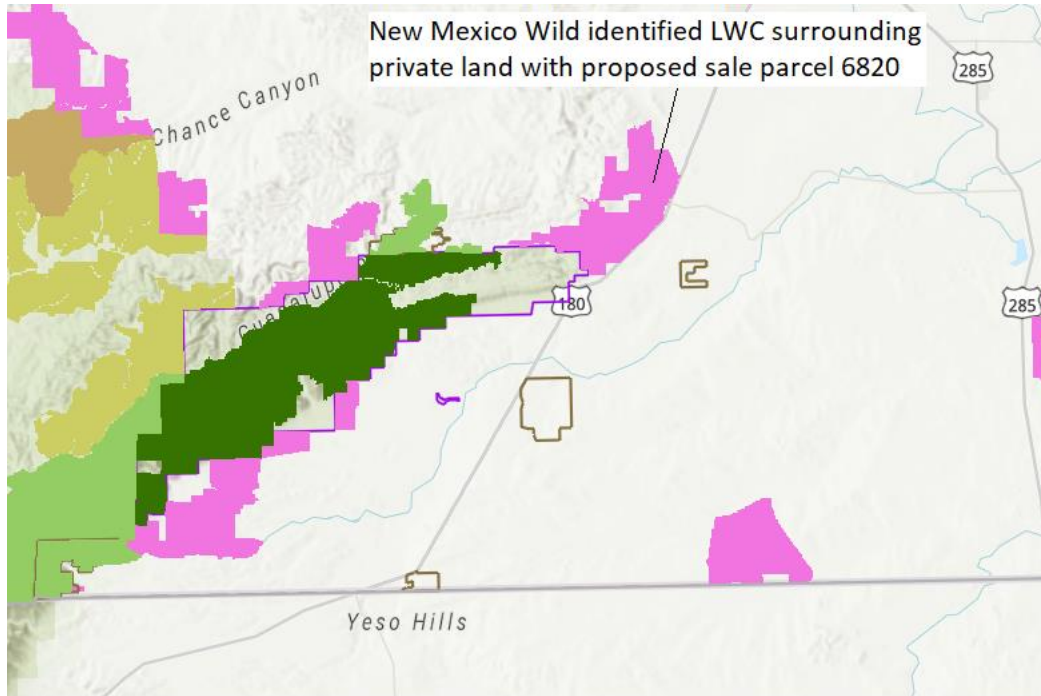 New Mexico Wild identified LWC surrounding
private land with proposed sale parcel 6820
285
Chance Canyon
180
285
Yeso Hills